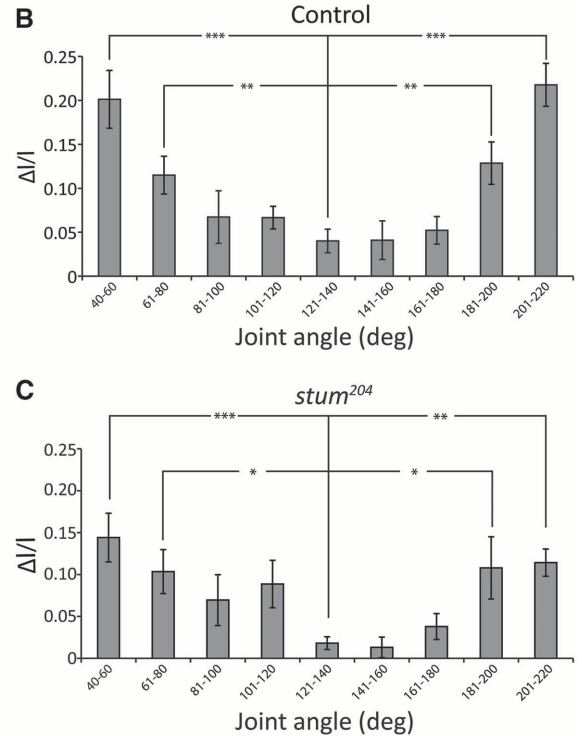 B
Control
*** ***
** **
0.25
0.20
0.15
0.10
0.05
0
ΔI/I
40-60 61-80 81-100 101-120 121-140 141-160 161-180 181-200 201-220
Joint angle (deg)
C
stum²⁰⁴
*** **
* *
0.25
0.20
0.15
0.10
0.05
0
ΔI/I
40-60 61-80 81-100 101-120 121-140 141-160 161-180 181-200 201-220
Joint angle (deg)